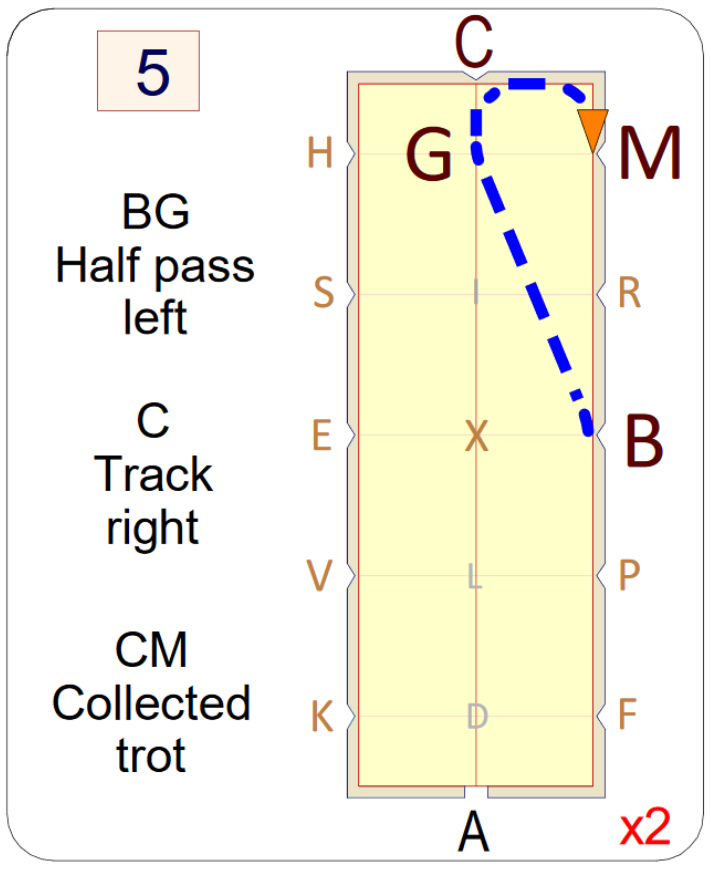 5
BG
Half pass
left
C
Track
right
CM
Collected
trot
C
H G M
S I R
E X B
V L P
K D F
A
x2